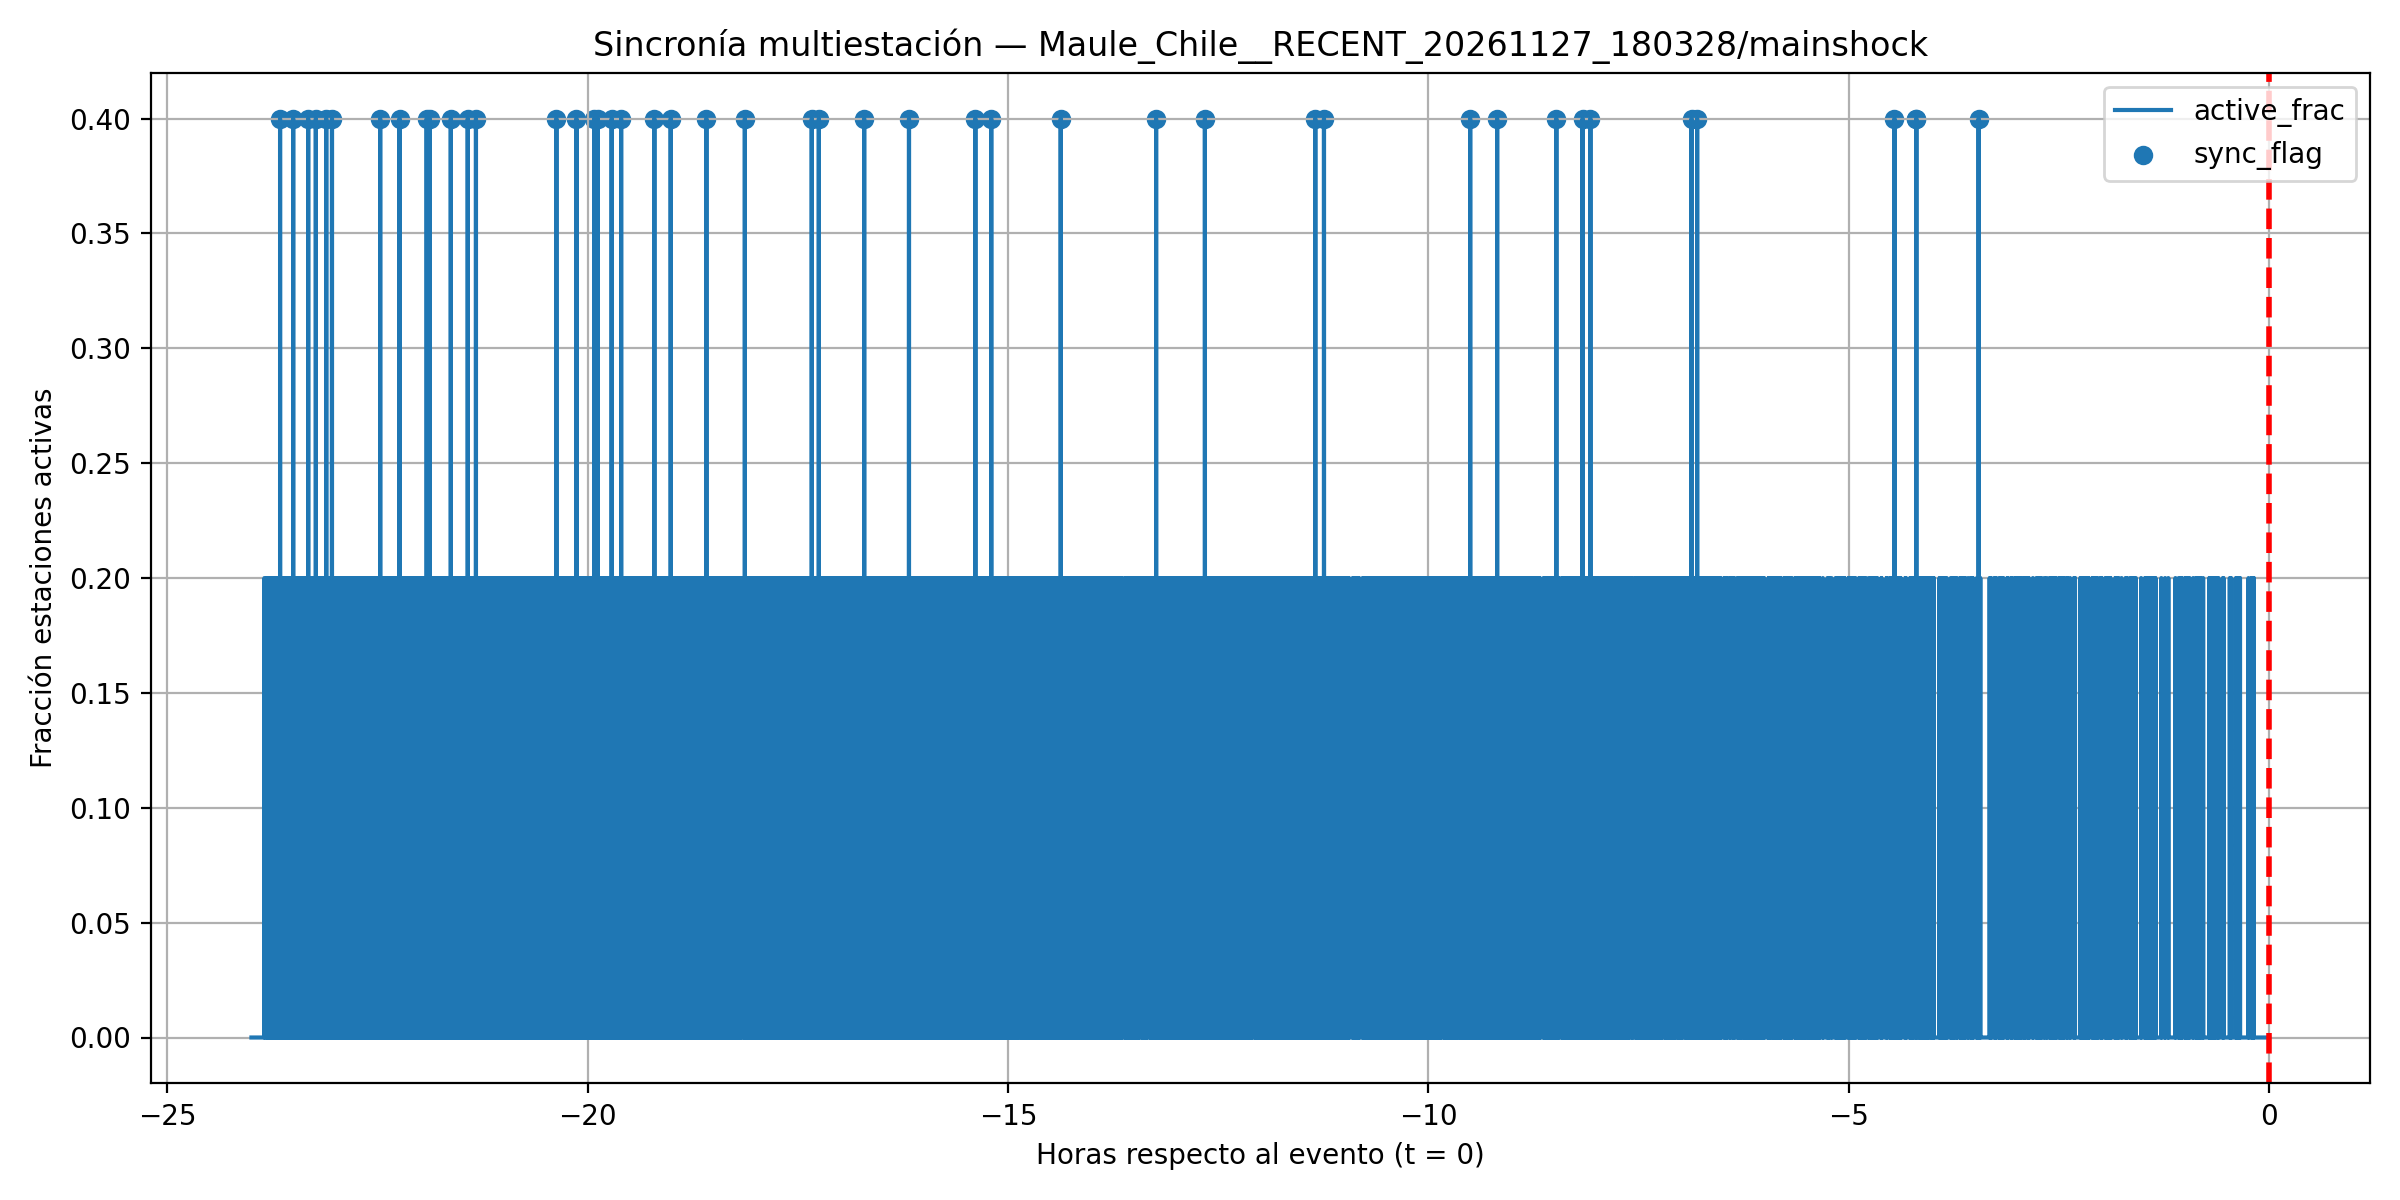 Sincronía multiestación — Maule_Chile__RECENT_20261127_180328/mainshock
active_frac
sync_flag
Fracción estaciones activas
0.40
0.35
0.30
0.25
0.20
0.15
0.10
0.05
0.00
−25 −20 −15 −10 −5 0
Horas respecto al evento (t = 0)